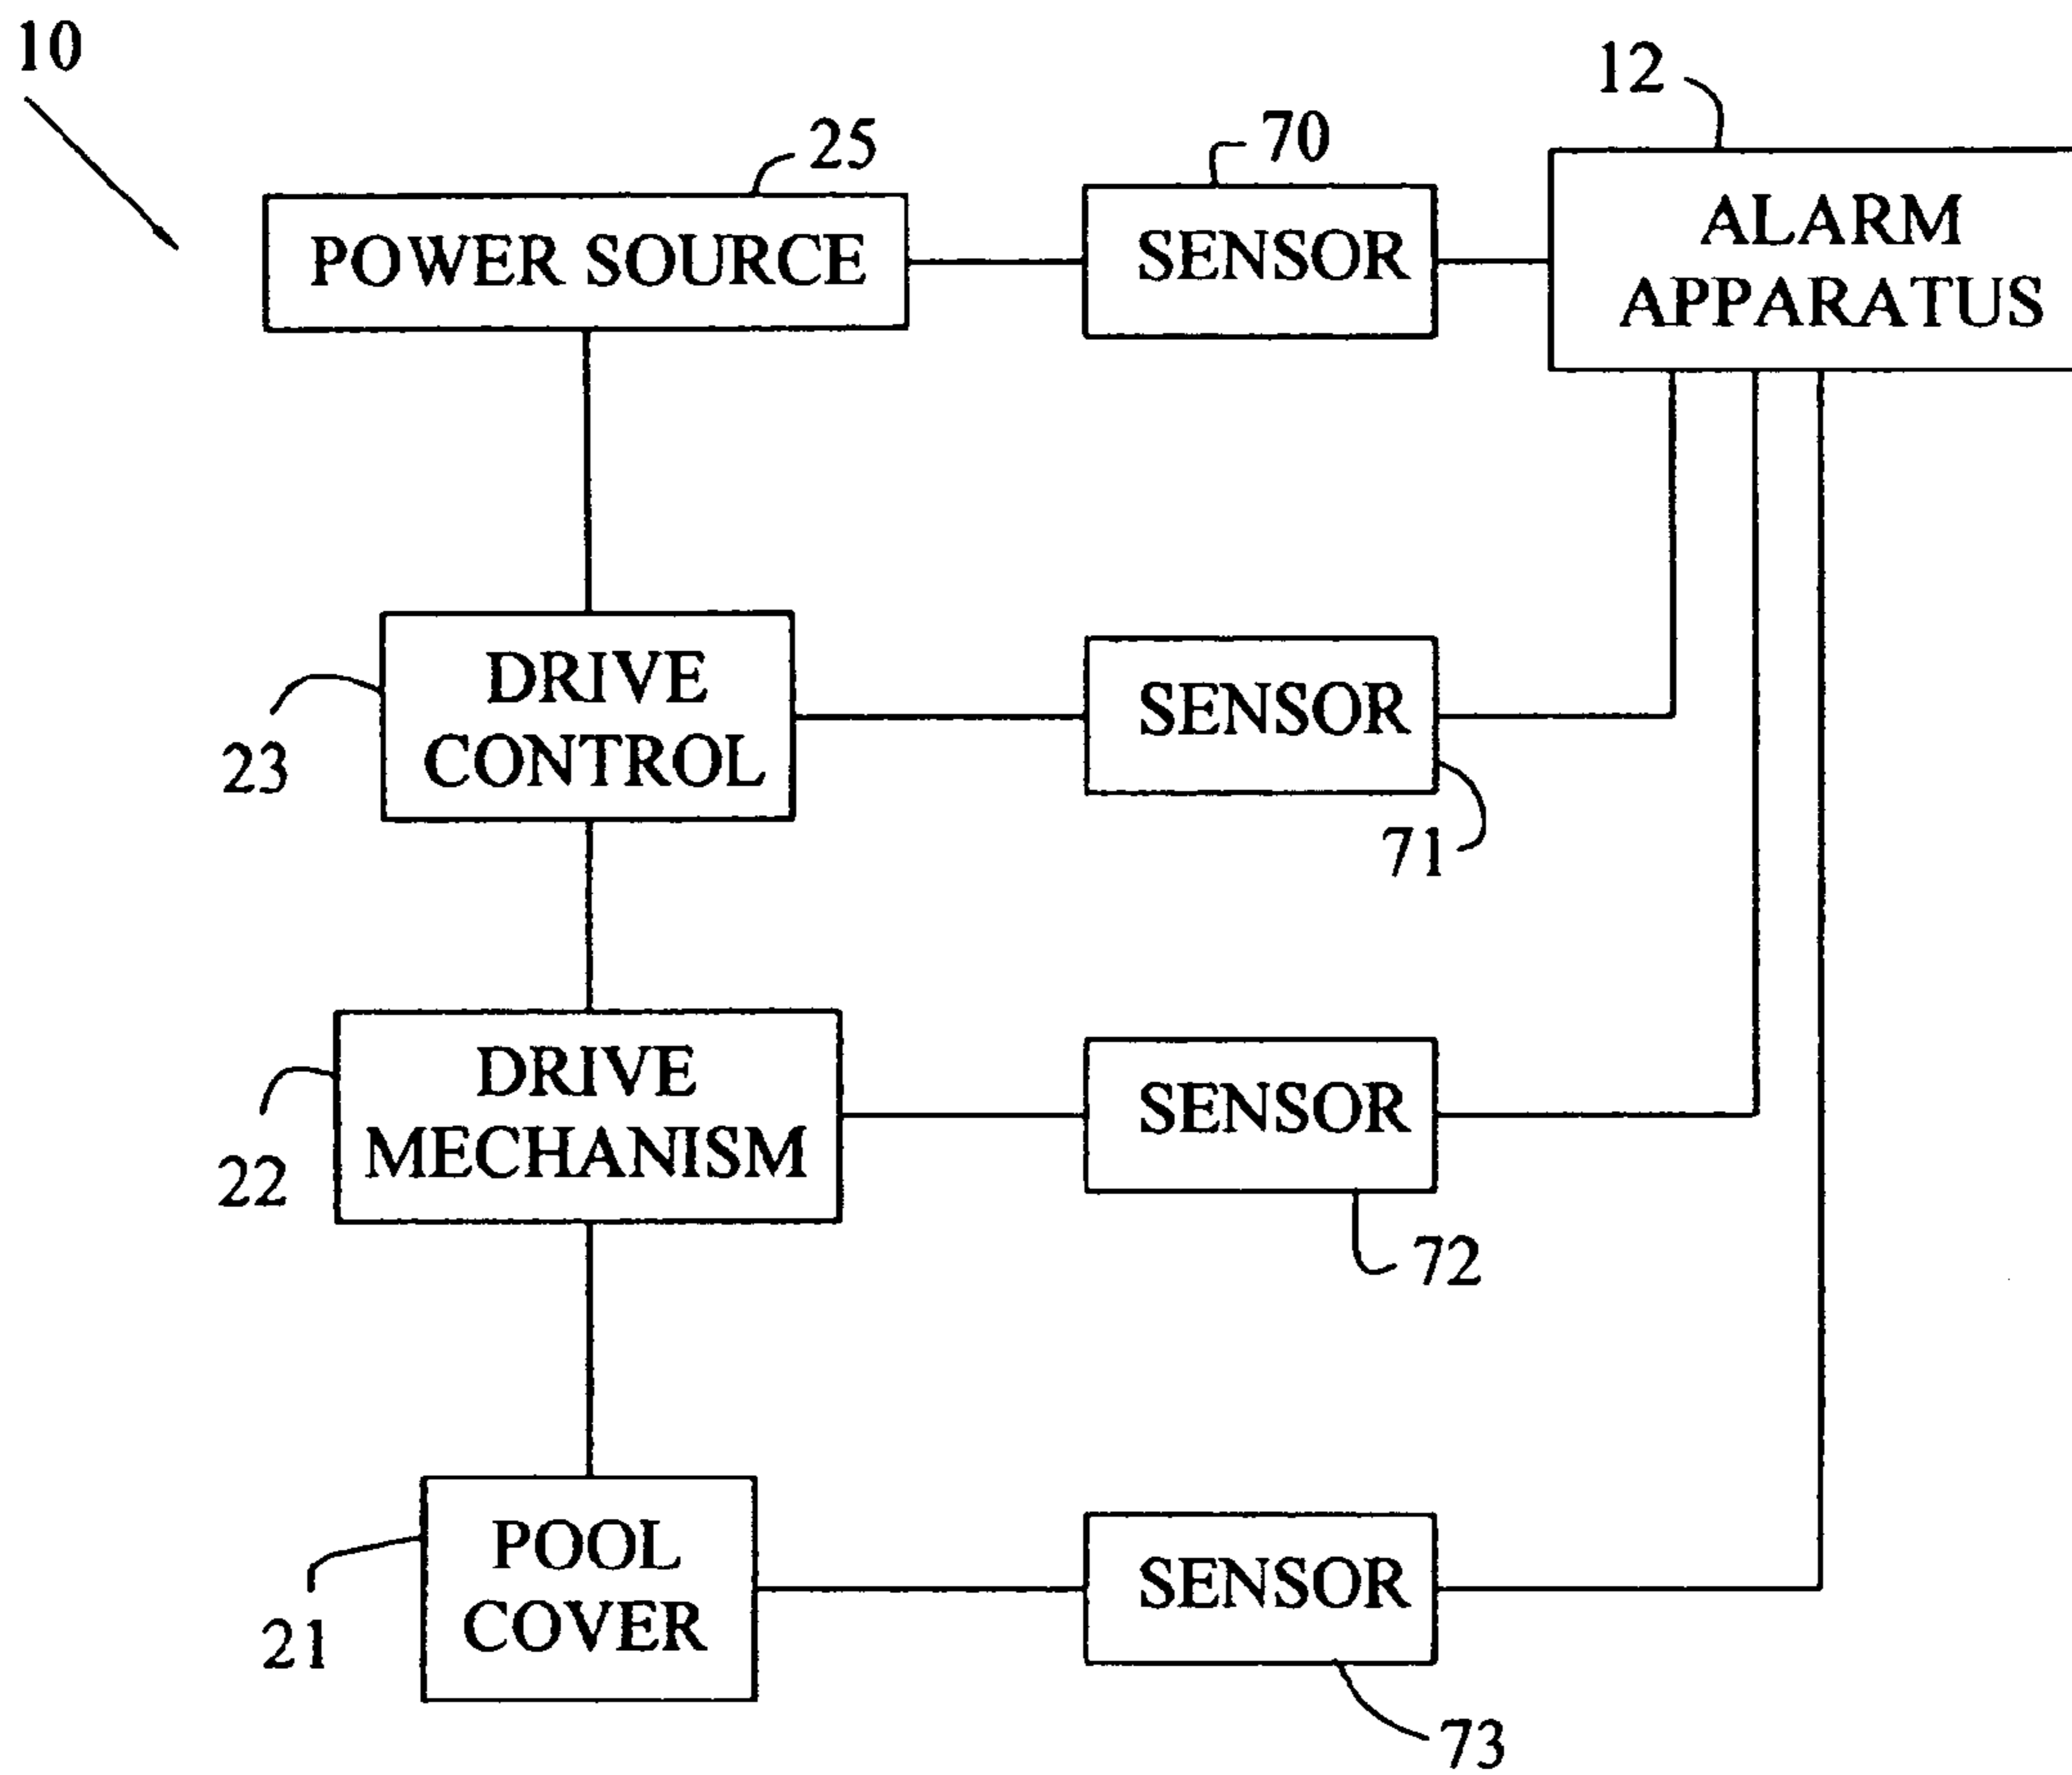 10
12
25
70
POWER SOURCE
SENSOR
ALARM
APPARATUS
DRIVE
CONTROL
SENSOR
23
71
DRIVE
MECHANISM
SENSOR
22
72
POOL
COVER
SENSOR
21
73